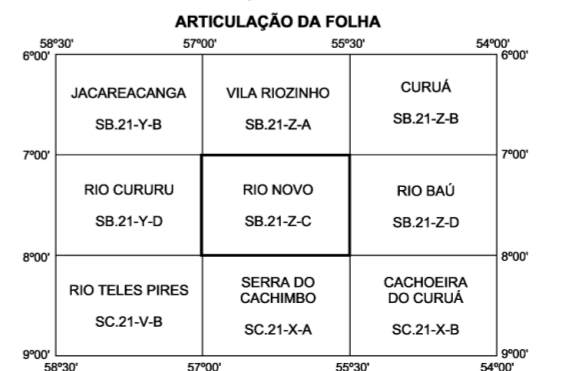 ARTICULAÇÃO DA FOLHA
58°30' 57°00' 55°30' 54°00'
6°00' 6°00'
JACAREACANGA VILA RIOZINHO CURUÁ
SB.21-Y-B SB.21-Z-A SB.21-Z-B
7°00' 7°00'
RIO CURURU RIO NOVO RIO BAÚ
SB.21-Y-D SB.21-Z-C SB.21-Z-D
8°00' 8°00'
RIO TELES PIRES SERRA DO CACHIMBO CACHOEIRA DO CURUÁ
SC.21-V-B SC.21-X-A SC.21-X-B
9°00' 9°00'
58°30' 57°00' 55°30' 54°00'